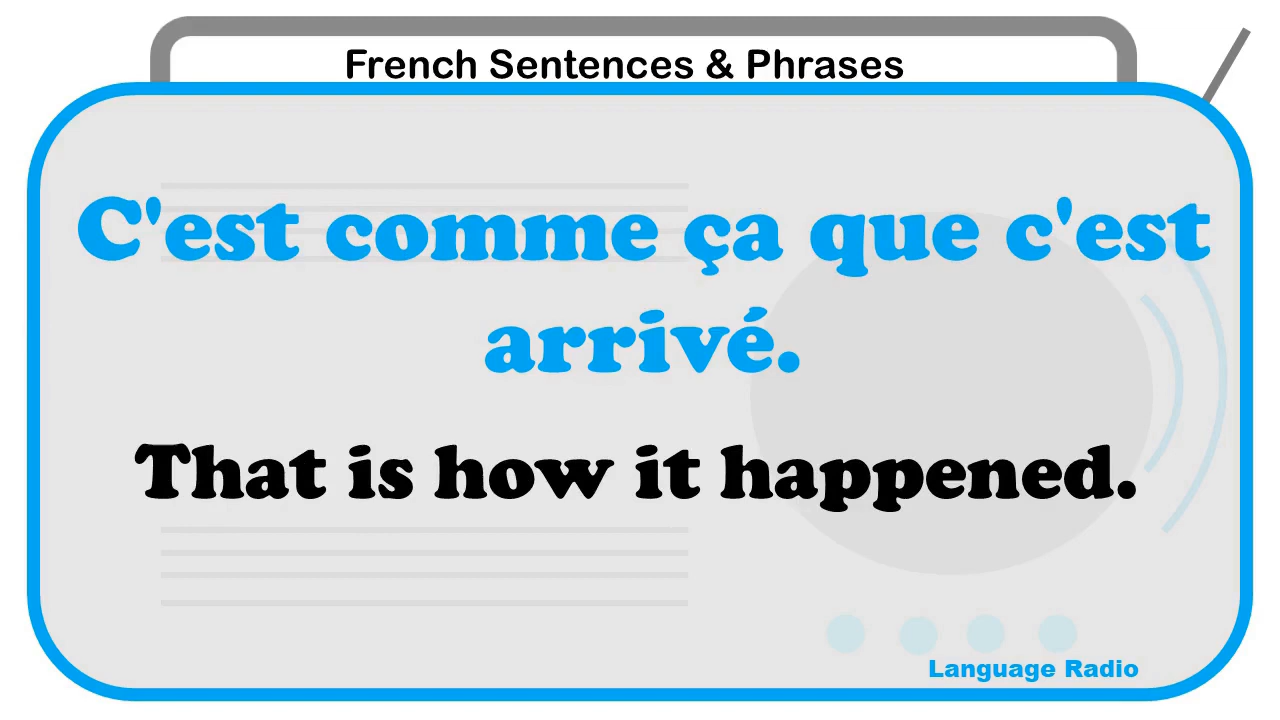 French Sentences & Phrases
C'est comme ça que c'est
arrivé.
That is how it happened.
Language Radio